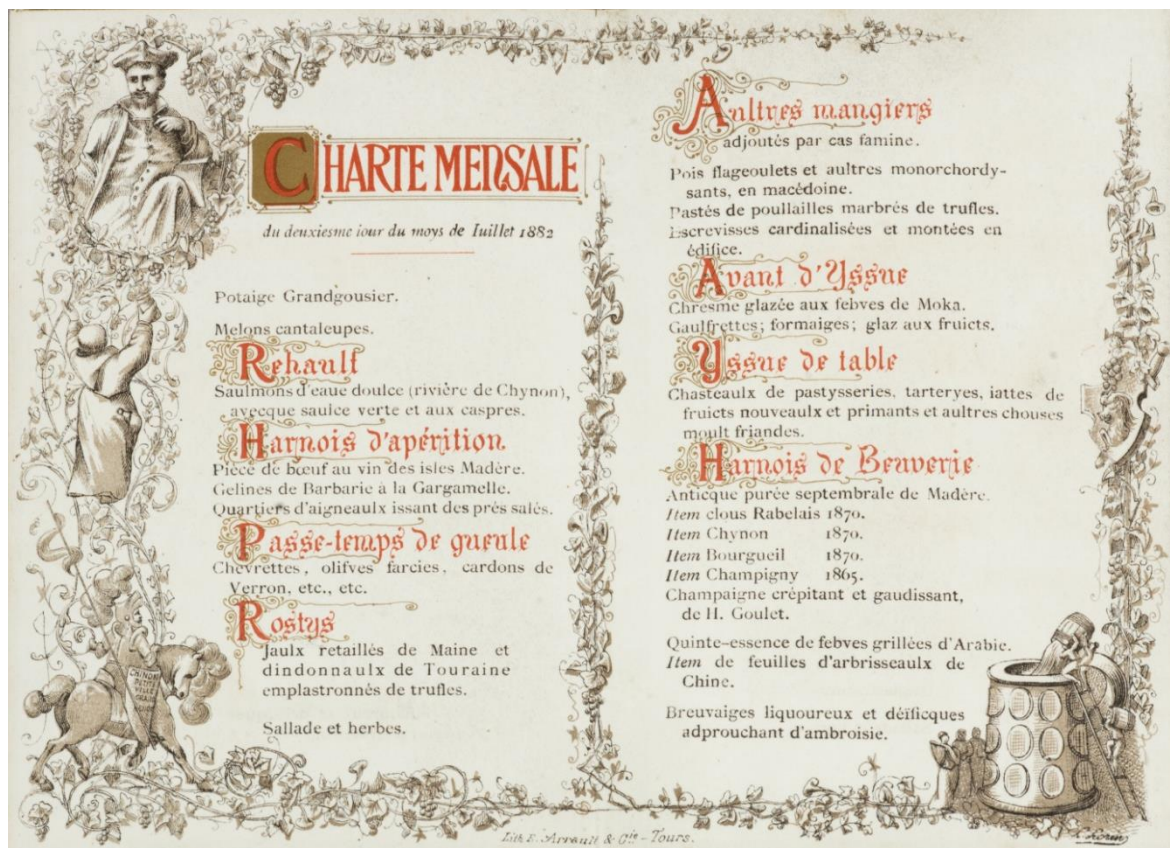 CHARTE MENSALE
du deuxiesme iour du moys de Iuillet 1882
Potaige Grandgousier.
Melons cantaleupes.
Rehault
Saulmons d'eaue doulce (rivière de Chynon),
avecque saulce verte et aux caspres.
Harnois d'apérition
Pièce de bœuf au vin des isles Madère.
Gelines de Barbarie à la Gargamelle.
Quartiers d'aigneaulx issant des prés salés.
Passe-temps de gueule
Chevrettes, olifves farcies, cardons de
Verron, etc., etc.
Rostys
Jaulx retaillés de Maine et
dindonnaulx de Touraine
emplastronnés de trufles.
Sallade et herbes.
CHINON
PETITE
VILLE
GRAND
RENOM
Aultres mangiers
adjoutés par cas famine.
Pois flageoulets et aultres monorchordy-
sants, en macédoine.
Pastés de poullailles marbrés de trufles.
Escrevisses cardinalisées et montées en
édifice.
Avant d'Yssue
Chresme glazée aux febves de Moka.
Gaulfrettes; formaiges; glaz aux fruicts.
Yssue de table
Chasteaulx de pastysseries, tarteryes, iattes de
fruicts nouveaulx et primants et aultres chouses
moult friandes.
Harnois de Beuverie
Anticque purée septembrale de Madère.
Item clous Rabelais 1870.
Item Chynon 1870.
Item Bourgueil 1870.
Item Champigny 1865.
Champaigne crépitant et gaudissant,
de H. Goulet.
Quinte-essence de febves grillées d'Arabie.
Item de feuilles d'arbrisseaulx de
Chine.
Breuvaiges liquoureux et déificques
adprouchant d'ambroisie.
Lith. E. Arrault & Cie - Tours.